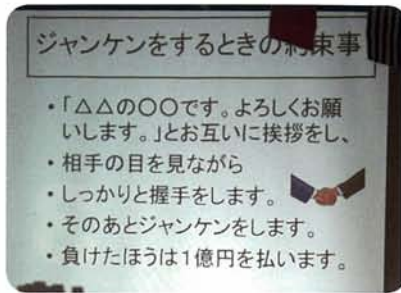 ジャンケンをするときの約束事
・「△△の○○です。よろしくお願
いします。」とお互いに挨拶をし、
・相手の目を見ながら
・しっかりと握手をします。
・そのあとジャンケンをします。
・負けたほうは1億円を払います。